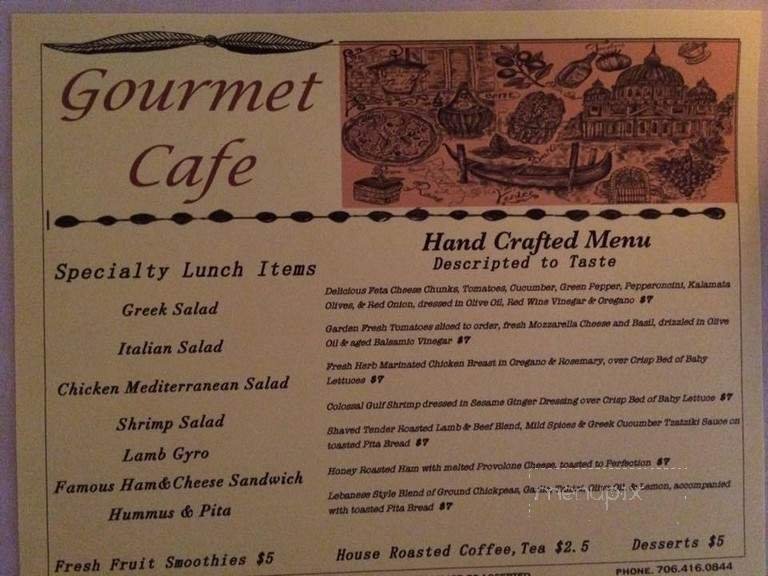 Gourmet
Cafe
Hand Crafted Menu
Descripted to Taste
Specialty Lunch Items
Greek Salad
Delicious Feta Cheese Chunks, Tomatoes, Cucumber, Green Pepper, Pepperoncini, Kalamata
Olives, & Red Onion, dressed in Olive Oil, Red Wine Vinegar & Oregano $7
Italian Salad
Garden Fresh Tomatoes sliced to order, fresh Mozzarella Cheese and Basil, drizzled in Olive
Oil & aged Balsamic Vinegar $7
Chicken Mediterranean Salad
Fresh Herb Marinated Chicken Breast in Oregano & Rosemary, over Crisp Bed of Baby
Lettuces $7
Shrimp Salad
Colossal Gulf Shrimp dressed in Sesame Ginger Dressing over Crisp Bed of Baby Lettuce $7
Lamb Gyro
Shaved Tender Roasted Lamb & Beef Blend, Mild Spices & Greek Cucumber Tzatziki Sauce on
toasted Pita Bread $7
Famous Ham&Cheese Sandwich
Honey Roasted Ham with melted Provolone Cheese, toasted to Perfection $7
Hummus & Pita
Lebanese Style Blend of Ground Chickpeas, Garlic, Tahini, Olive Oil & Lemon, accompanied
with toasted Pita Bread $7
menupix
Fresh Fruit Smoothies $5
House Roasted Coffee, Tea $2.5
Desserts $5
PHONE. 706.416.0844